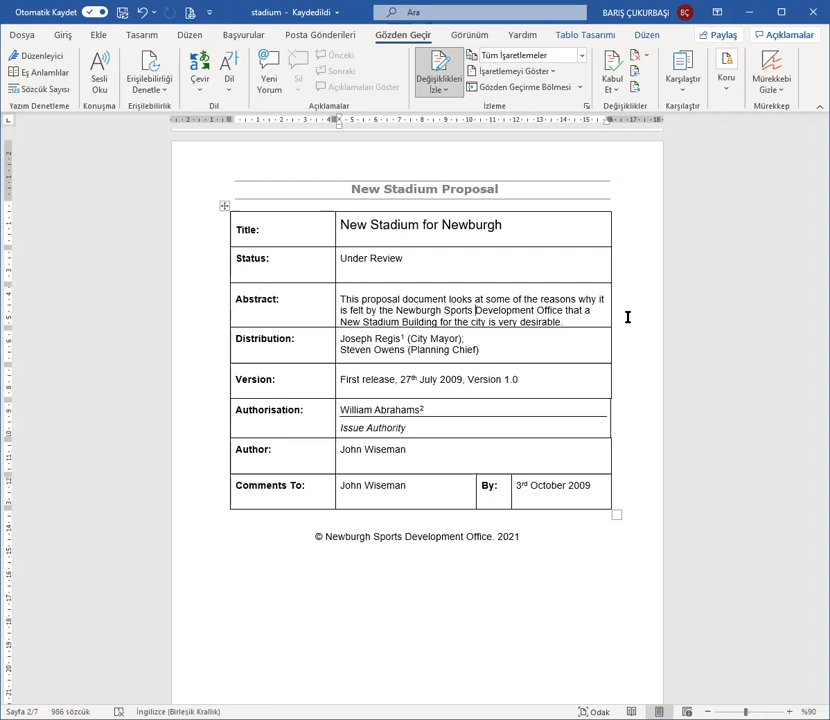 Otomatik Kaydet stadium - Kaydedildi Ara BARIŞ ÇUKURBAŞI BÇ
Dosya Giriş Ekle Tasarım Düzen Başvurular Posta Gönderileri Gözden Geçir Görünüm Yardım Tablo Tasarımı Düzen Paylaş Açıklamalar
Düzenleyici
Eş Anlamlılar
Sözcük Sayısı
Yazım Denetleme
Sesli Oku
Konuşma
Erişilebilirliği Denetle
Erişilebilirlik
Çevir
Dil
Dil
Yeni Yorum
Sil
Önceki
Sonraki
Açıklamaları Göster
Açıklamalar
Değişiklikleri İzle
Tüm İşaretlemeler
İşaretlemeyi Göster
Gözden Geçirme Bölmesi
İzleme
Kabul Et
Değişiklikler
Karşılaştır
Karşılaştır
Koru
Mürekkebi Gizle
Mürekkep
New Stadium Proposal
Title: New Stadium for Newburgh
Status: Under Review
Abstract: This proposal document looks at some of the reasons why it
is felt by the Newburgh Sports Development Office that a
New Stadium Building for the city is very desirable.
Distribution: Joseph Regis1 (City Mayor);
Steven Owens (Planning Chief)
Version: First release, 27th July 2009, Version 1.0
Authorisation: William Abrahams2
Issue Authority
Author: John Wiseman
Comments To: John Wiseman By: 3rd October 2009
© Newburgh Sports Development Office. 2021
Sayfa 2/7 986 sözcük İngilizce (Birleşik Krallık) Odak %90